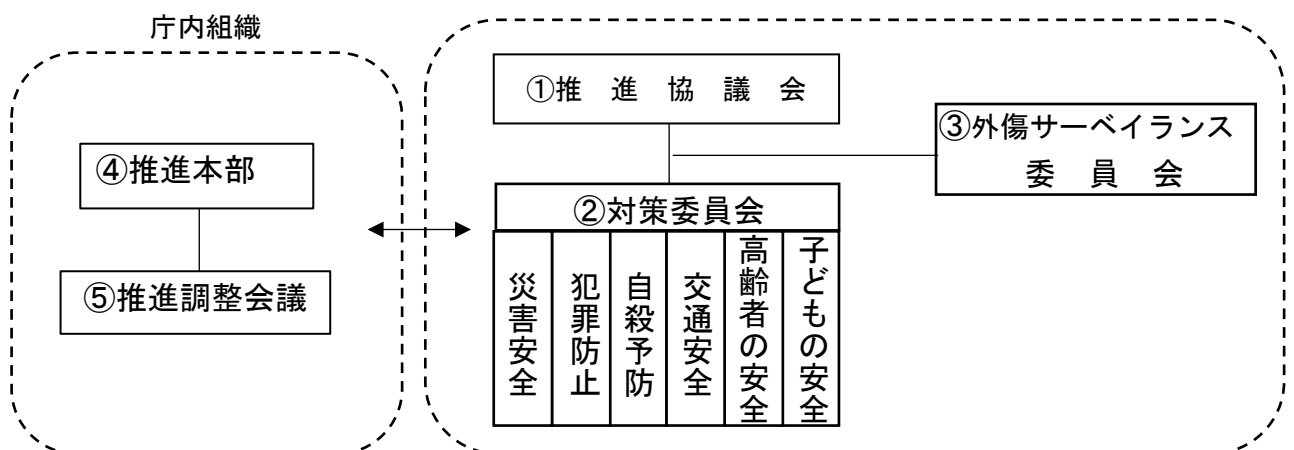 庁内組織
④推進本部
⑤推進調整会議
①推進協議会
③外傷サーベイランス
委員会
②対策委員会
災害安全
犯罪防止
自殺予防
交通安全
高齢者の安全
子どもの安全